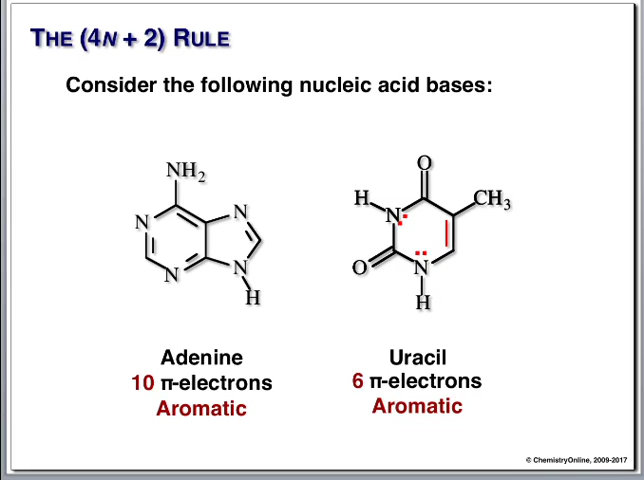 THE (4N + 2) RULE
Consider the following nucleic acid bases:
NH2
N
N
N
N
H
O
H
N
CH3
O
N
H
Adenine
10 π-electrons
Aromatic
Uracil
6 π-electrons
Aromatic
© ChemistryOnline, 2009-2017